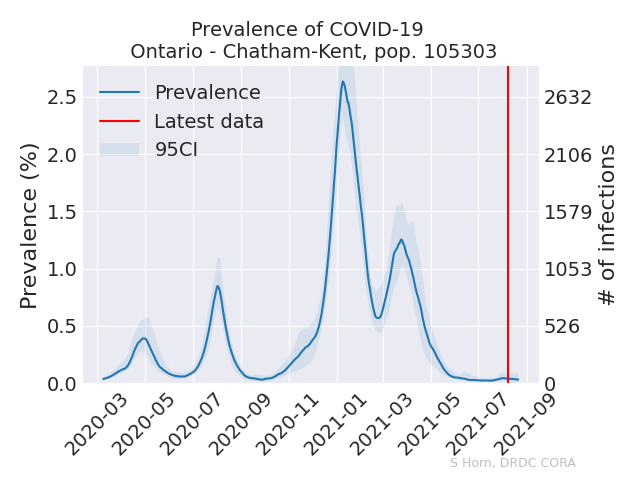 Prevalence of COVID-19
Ontario - Chatham-Kent, pop. 105303
Prevalence
Latest data
95CI
Prevalence (%)
2.5
2.0
1.5
1.0
0.5
0.0
2632
2106
1579
1053
526
0
# of infections
2020-03
2020-05
2020-07
2020-09
2020-11
2021-01
2021-03
2021-05
2021-07
2021-09
S Horn, DRDC CORA